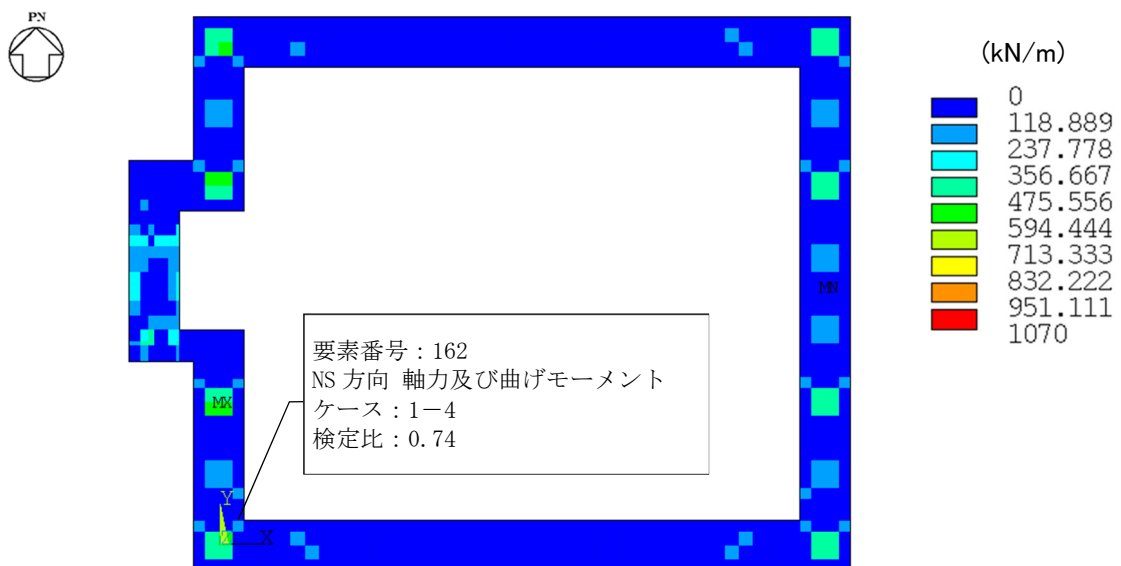 PN
(kN/m)
0
118.889
237.778
356.667
475.556
594.444
713.333
832.222
951.111
1070
MN
要素番号：162
NS 方向 軸力及び曲げモーメント
ケース：1－4
検定比：0.74
MX
Y
Z
X